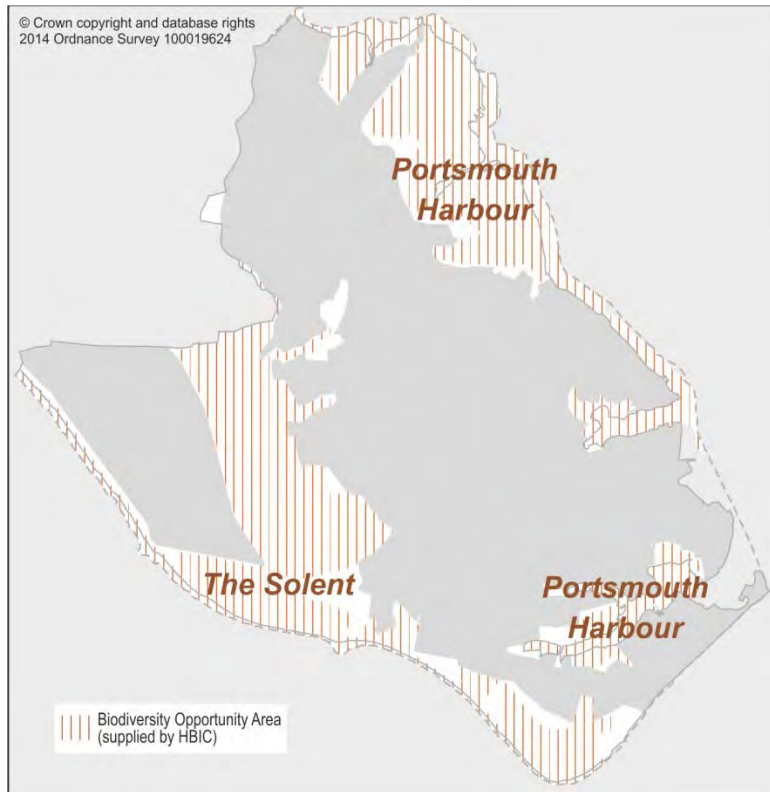 © Crown copyright and database rights
2014 Ordnance Survey 100019624
Portsmouth
Harbour
The Solent
Portsmouth
Harbour
Biodiversity Opportunity Area
(supplied by HBIC)